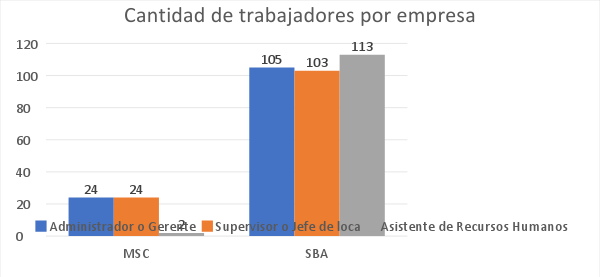 Cantidad de trabajadores por empresa
120
100
80
60
40
20
0
24
24
2
105
103
113
Administrador o Gerente
Supervisor o Jefe de loca
Asistente de Recursos Humanos
MSC
SBA